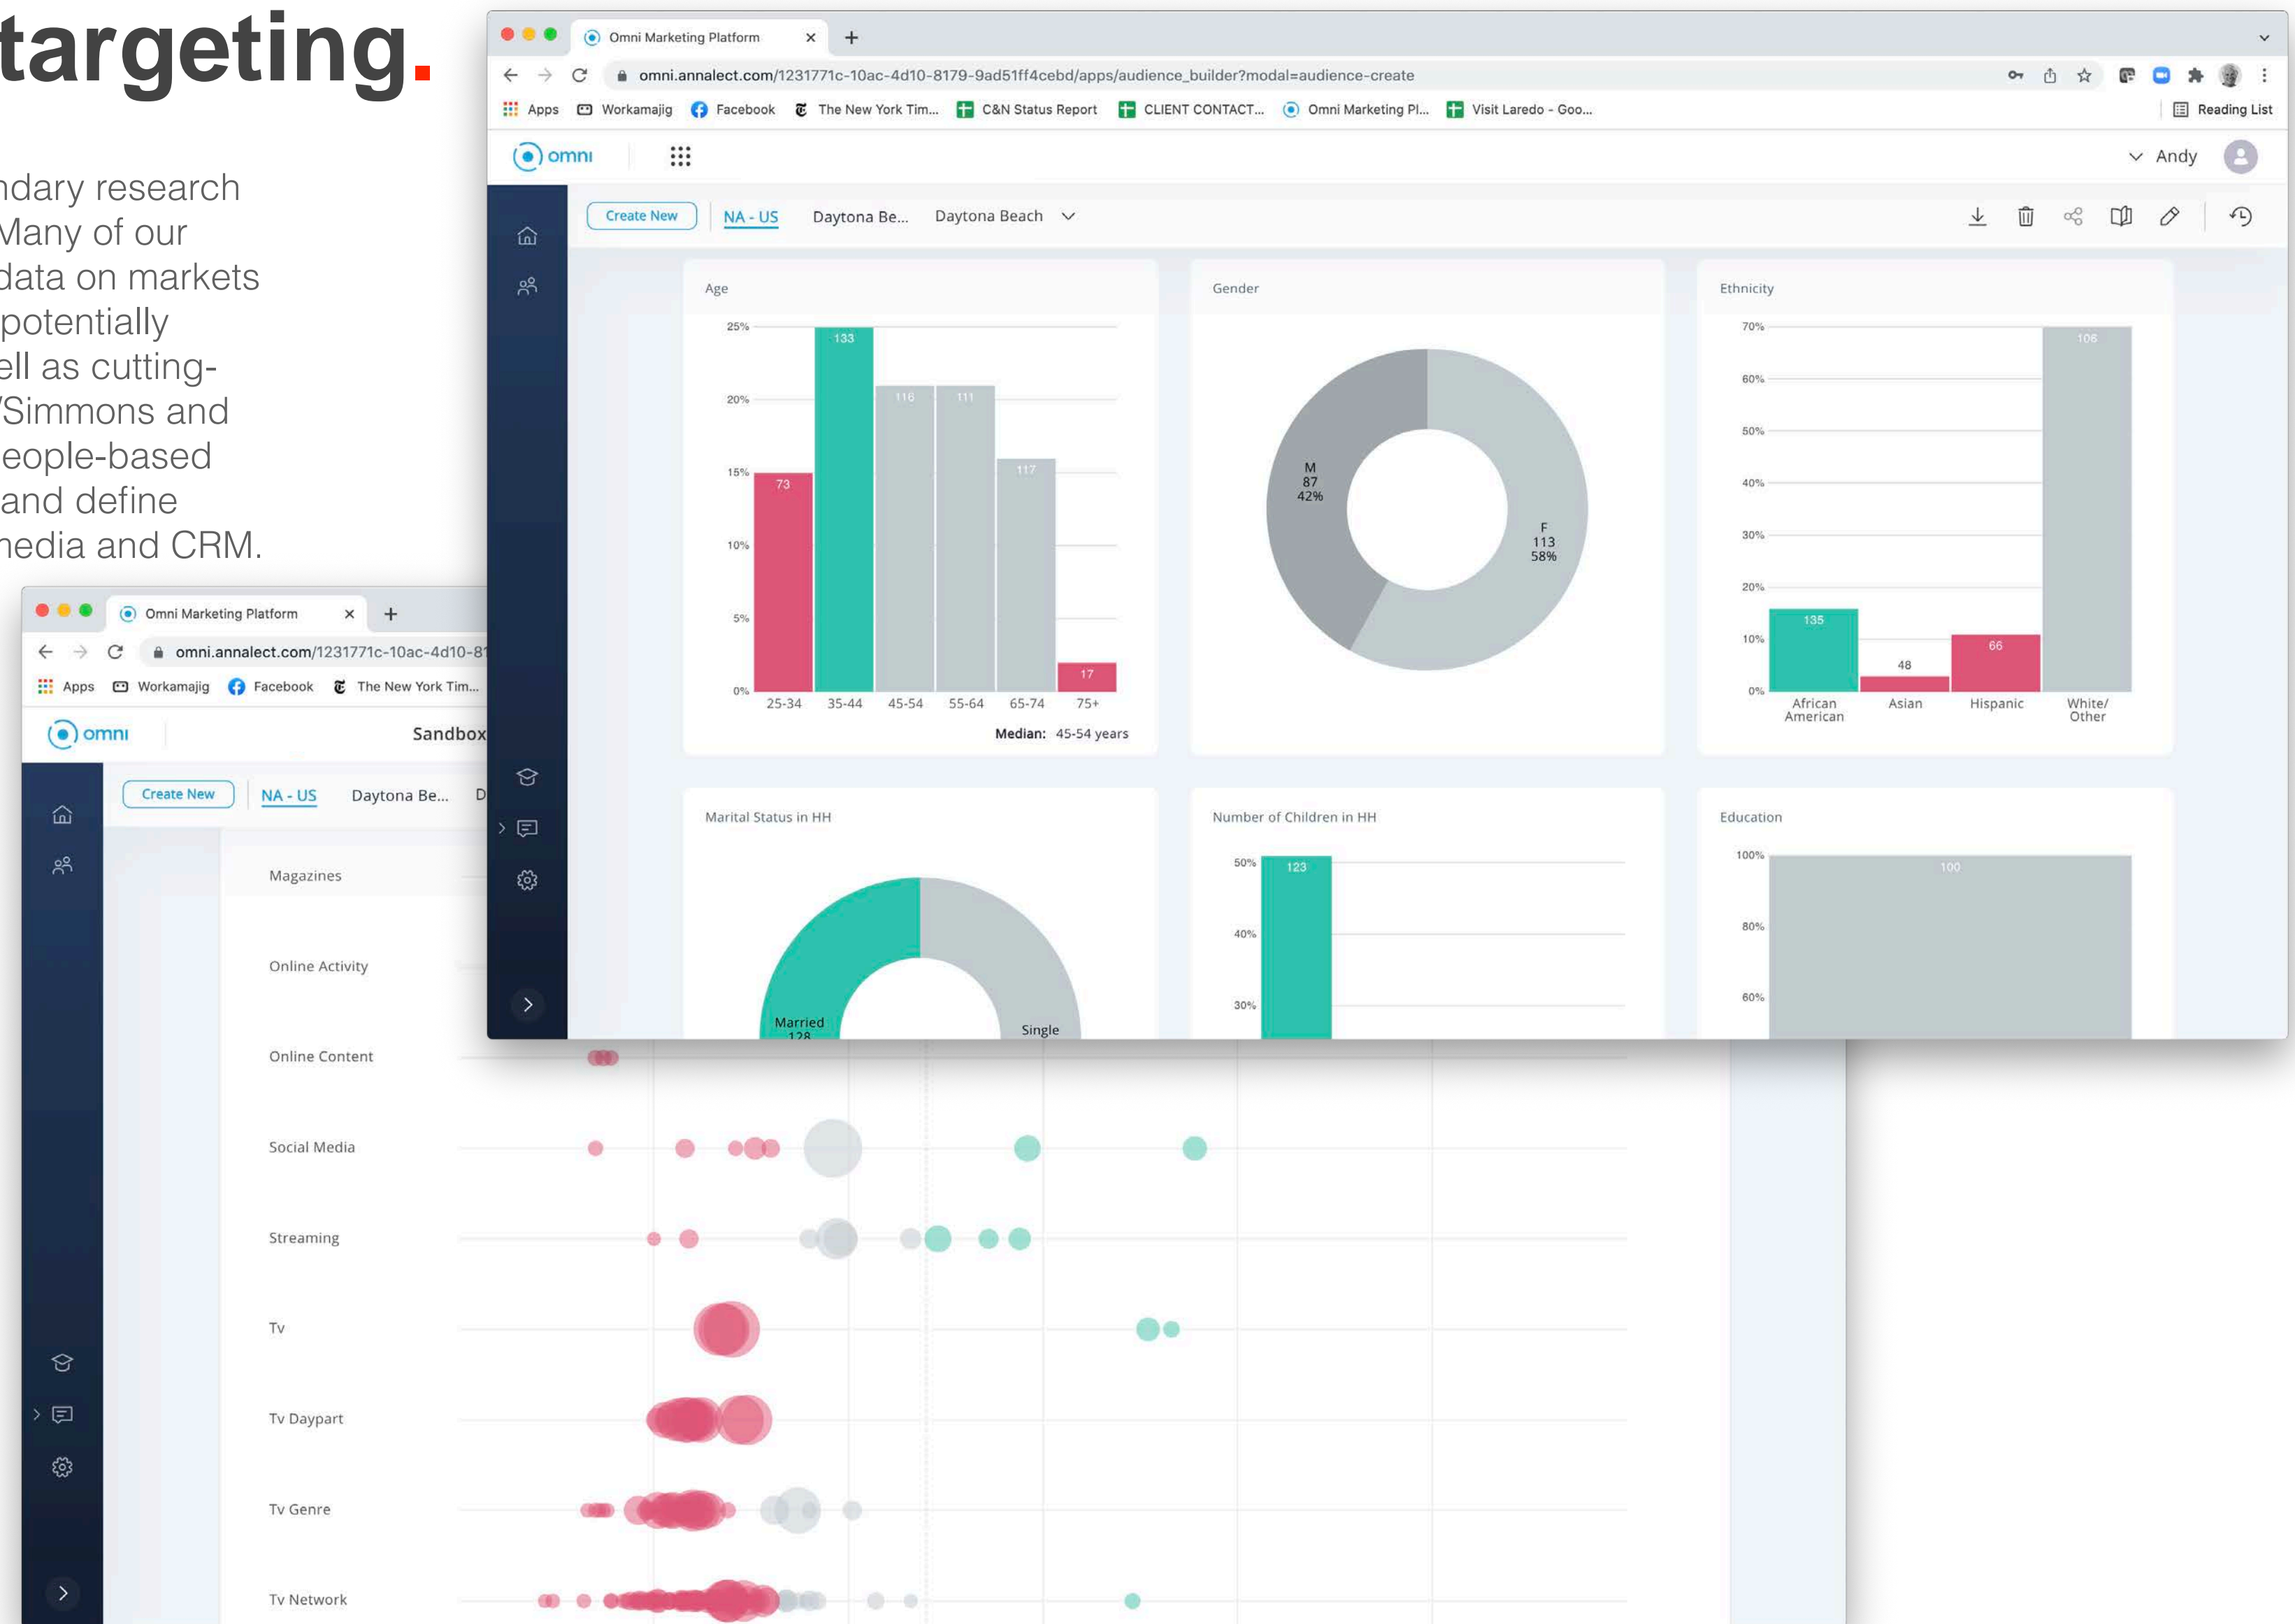 targeting.
ndary research
Many of our
data on markets
potentially
ell as cutting-
/Simmons and
eople-based
and define
media and CRM.
Omni Marketing Platform
omni.annalect.com/1231771c-10ac-4d10-8179-9ad51ff4cebd/apps/audience_builder?modal=audience-create
Apps Workamajig Facebook The New York Tim... C&N Status Report CLIENT CONTACT... Omni Marketing Pl... Visit Laredo - Goo... Reading List
omni Andy
Create New NA - US Daytona Be... Daytona Beach
Age
25%
20%
15%
10%
5%
0%
133
116 111
117
73
17
25-34 35-44 45-54 55-64 65-74 75+
Median: 45-54 years
Gender
M
87
42%
F
113
58%
Ethnicity
70%
60%
50%
40%
30%
20%
10%
0%
106
135
48
66
African
American
Asian
Hispanic
White/
Other
Marital Status in HH
Married
128
Single
Number of Children in HH
50%
40%
30%
123
Education
100%
80%
60%
100
Omni Marketing Platform
omni.annalect.com/1231771c-10ac-4d10-81
Apps Workamajig Facebook The New York Tim...
omni Sandbox
Create New NA - US Daytona Be... D
Magazines
Online Activity
Online Content
Social Media
Streaming
Tv
Tv Daypart
Tv Genre
Tv Network